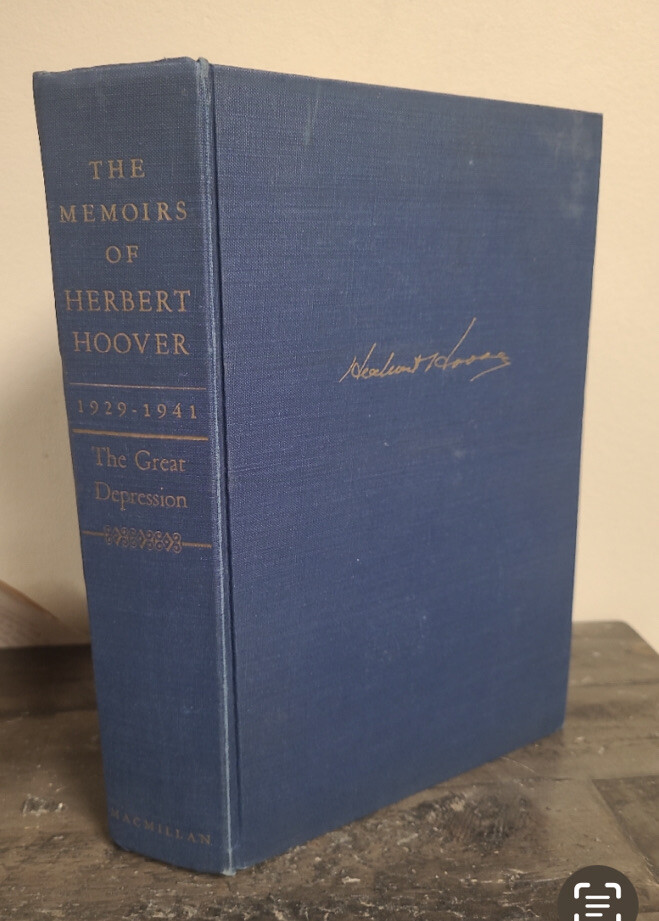 THE
MEMOIRS
OF
HERBERT
HOOVER
1929-1941
The Great
Depression
MACMILLAN
Herbert Hoover